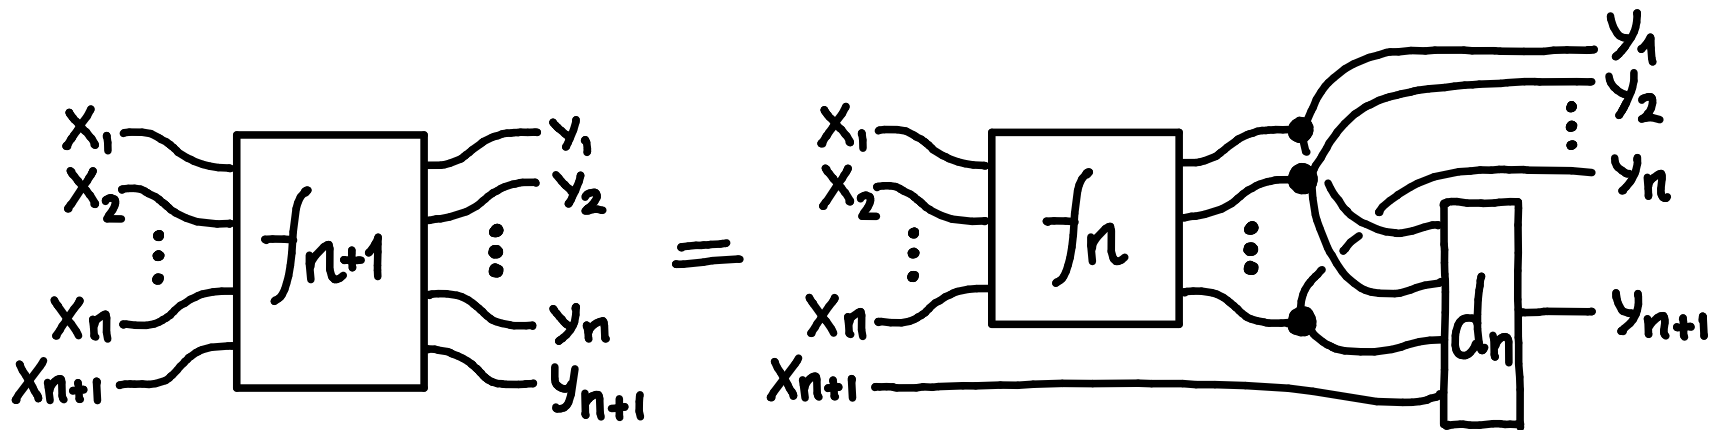 x₁ y₁
x₂ fₙ₊₁ y₂
⋮ ⋮
xₙ yₙ
xₙ₊₁ yₙ₊₁
=
y₁
x₁ y₂
x₂ fₙ ⋮
⋮ ⋮ yₙ
xₙ dₙ yₙ₊₁
xₙ₊₁